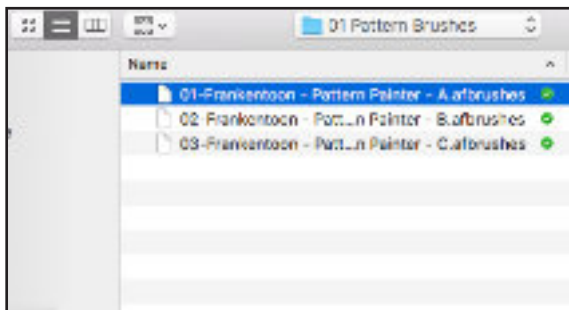 01 Pattern Brushes
Name
01-Frankentoon - Pattern Painter - A.afbrushes
02-Frankentoon - Patt...n Painter - B.afbrushes
03-Frankentoon - Patt...n Painter - C.afbrushes